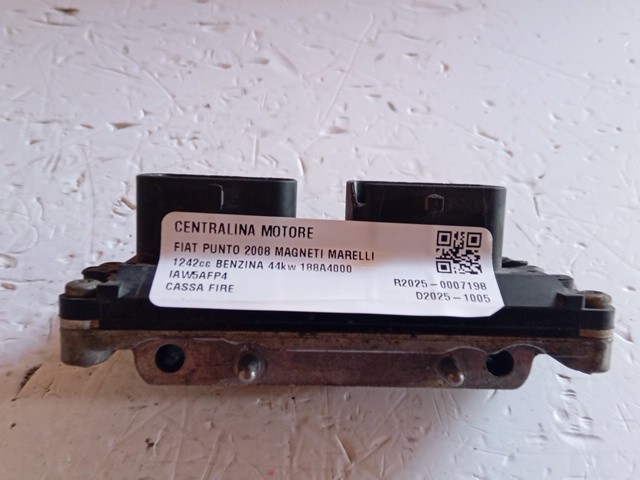 CENTRALINA MOTORE
FIAT PUNTO 2008 MAGNETI MARELLI
1242cc BENZINA 44kw 188A4000
IAW5AFP4
CASSA FIRE
R2025-0007198
D2025-1005